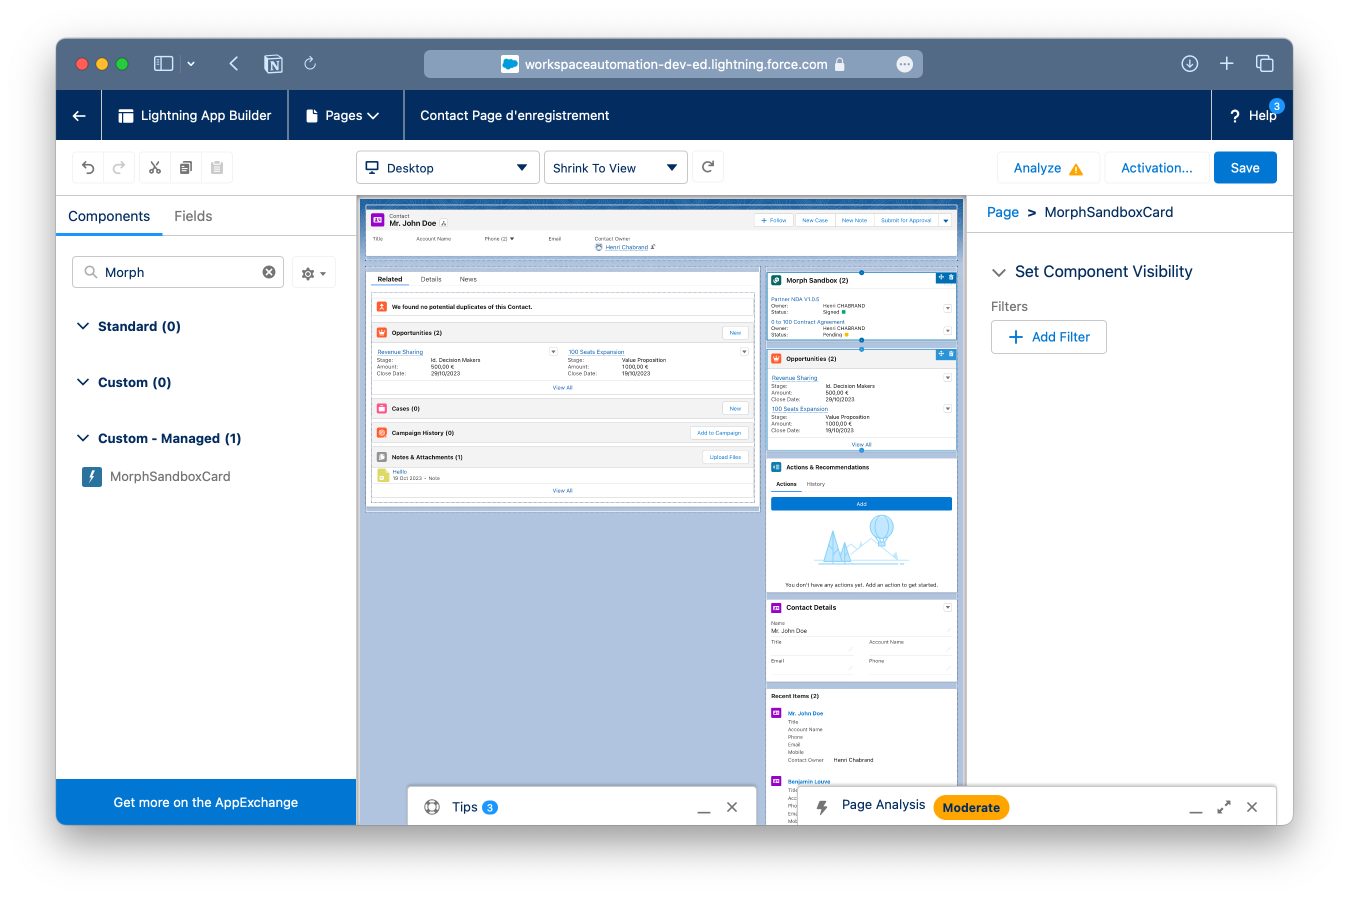 workspaceautomation-dev-ed.lightning.force.com
Lightning App Builder
Pages
Contact Page d'enregistrement
? Help
3
Desktop
Shrink To View
Analyze
Activation...
Save
Components
Fields
Morph
Standard (0)
Custom (0)
Custom - Managed (1)
MorphSandboxCard
Get more on the AppExchange
Contact
Mr. John Doe
+ Follow
New Case
New Note
Submit for Approval
Title
Account Name
Phone (2)
Email
Contact Owner
Henri Chabrand
Related
Details
News
We found no potential duplicates of this Contact.
Opportunities (2)
New
Revenue Sharing
Stage: Id. Decision Makers
Amount: 500,00 €
Close Date: 29/10/2023
100 Seats Expansion
Stage: Value Proposition
Amount: 1 000,00 €
Close Date: 19/10/2023
View All
Cases (0)
New
Campaign History (0)
Add to Campaign
Notes & Attachments (1)
Upload Files
Hello
19 Oct 2023 • Note
View All
Morph Sandbox (2)
Partner NDA V1.0.6
Owner: Henri CHABRAND
Status: Signed
0 to 100 Contract Agreement
Owner: Henri CHABRAND
Status: Pending
Opportunities (2)
Revenue Sharing
Stage: Id. Decision Makers
Amount: 500,00 €
Close Date: 29/10/2023
100 Seats Expansion
Stage: Value Proposition
Amount: 1 000,00 €
Close Date: 19/10/2023
View All
Actions & Recommendations
Actions
History
Add
You don't have any actions yet. Add an action to get started.
Contact Details
Name
Mr. John Doe
Title
Account Name
Email
Phone
Recent Items (2)
Mr. John Doe
Title
Account Name
Phone
Email
Mobile
Contact Owner Henri Chabrand
Benjamin Louve
Page > MorphSandboxCard
Set Component Visibility
Filters
+ Add Filter
Tips 3
Page Analysis
Moderate